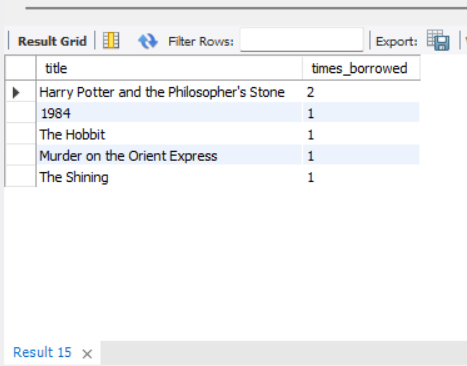 Result Grid Filter Rows: Export:
title times_borrowed
Harry Potter and the Philosopher's Stone 2
1984 1
The Hobbit 1
Murder on the Orient Express 1
The Shining 1
Result 15 ×